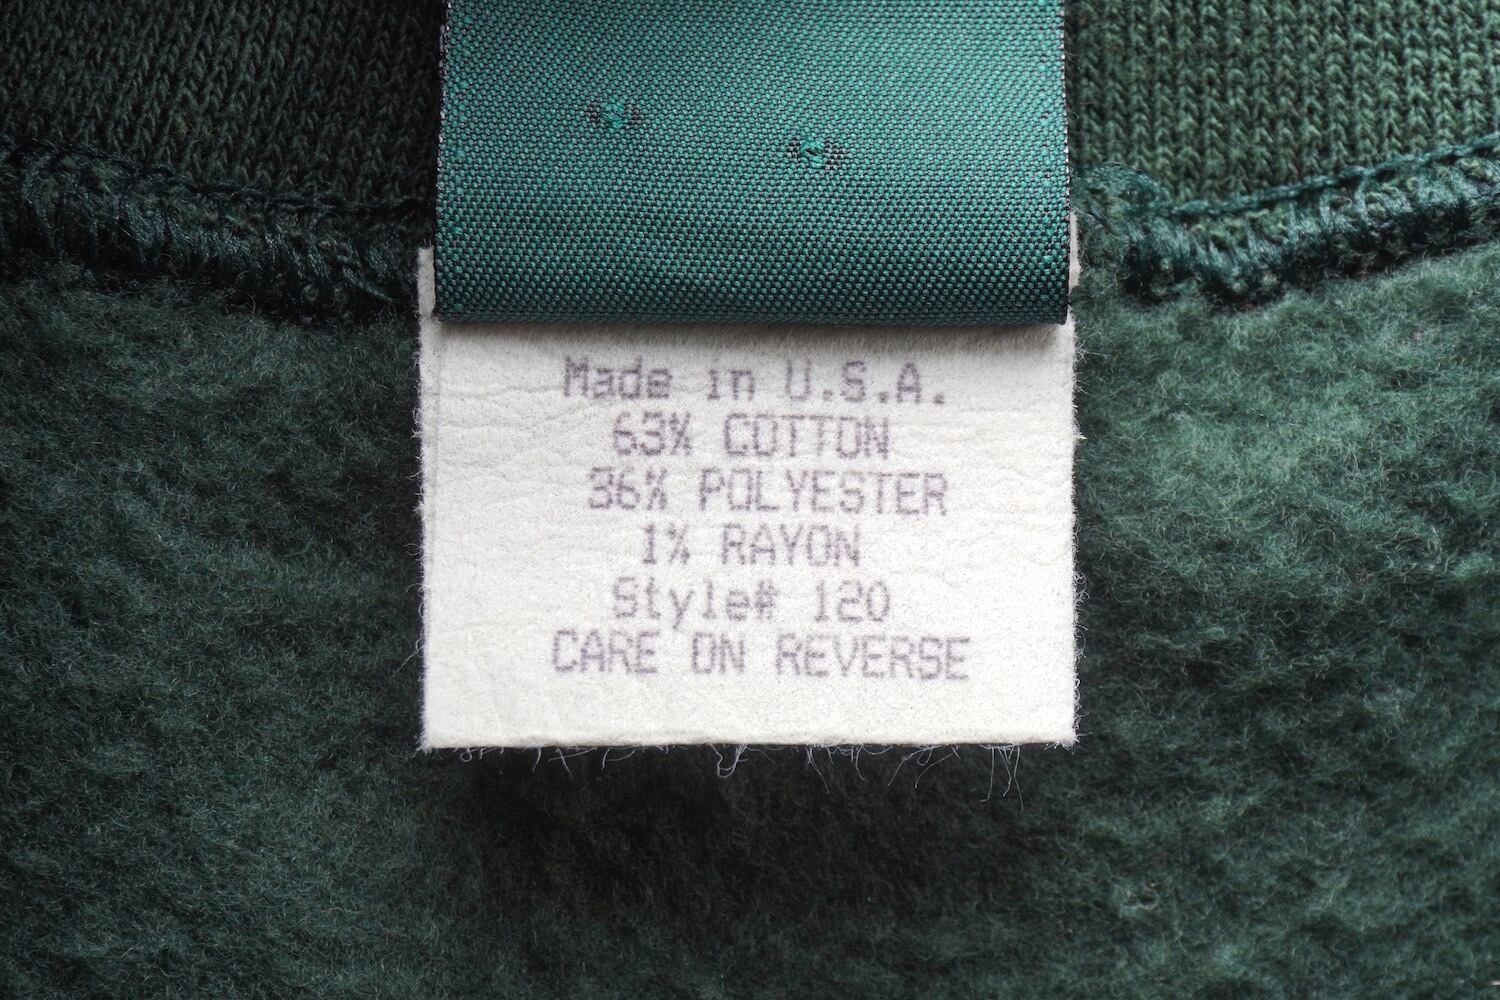 Made in U.S.A.
63% COTTON
36% POLYESTER
1% RAYON
Style# 120
CARE ON REVERSE